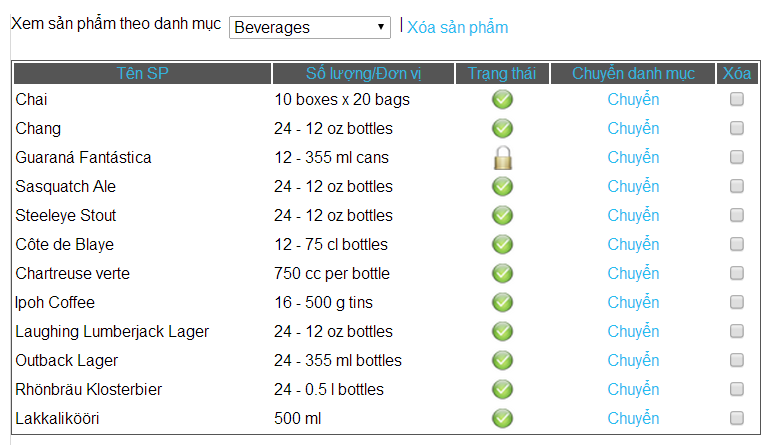 Xem sản phẩm theo danh mục Beverages | Xóa sản phẩm
Tên SP Số lượng/Đơn vị Trạng thái Chuyển danh mục Xóa
Chai 10 boxes x 20 bags Chuyển
Chang 24 - 12 oz bottles Chuyển
Guaraná Fantástica 12 - 355 ml cans Chuyển
Sasquatch Ale 24 - 12 oz bottles Chuyển
Steeleye Stout 24 - 12 oz bottles Chuyển
Côte de Blaye 12 - 75 cl bottles Chuyển
Chartreuse verte 750 cc per bottle Chuyển
Ipoh Coffee 16 - 500 g tins Chuyển
Laughing Lumberjack Lager 24 - 12 oz bottles Chuyển
Outback Lager 24 - 355 ml bottles Chuyển
Rhönbräu Klosterbier 24 - 0.5 l bottles Chuyển
Lakkalikööri 500 ml Chuyển